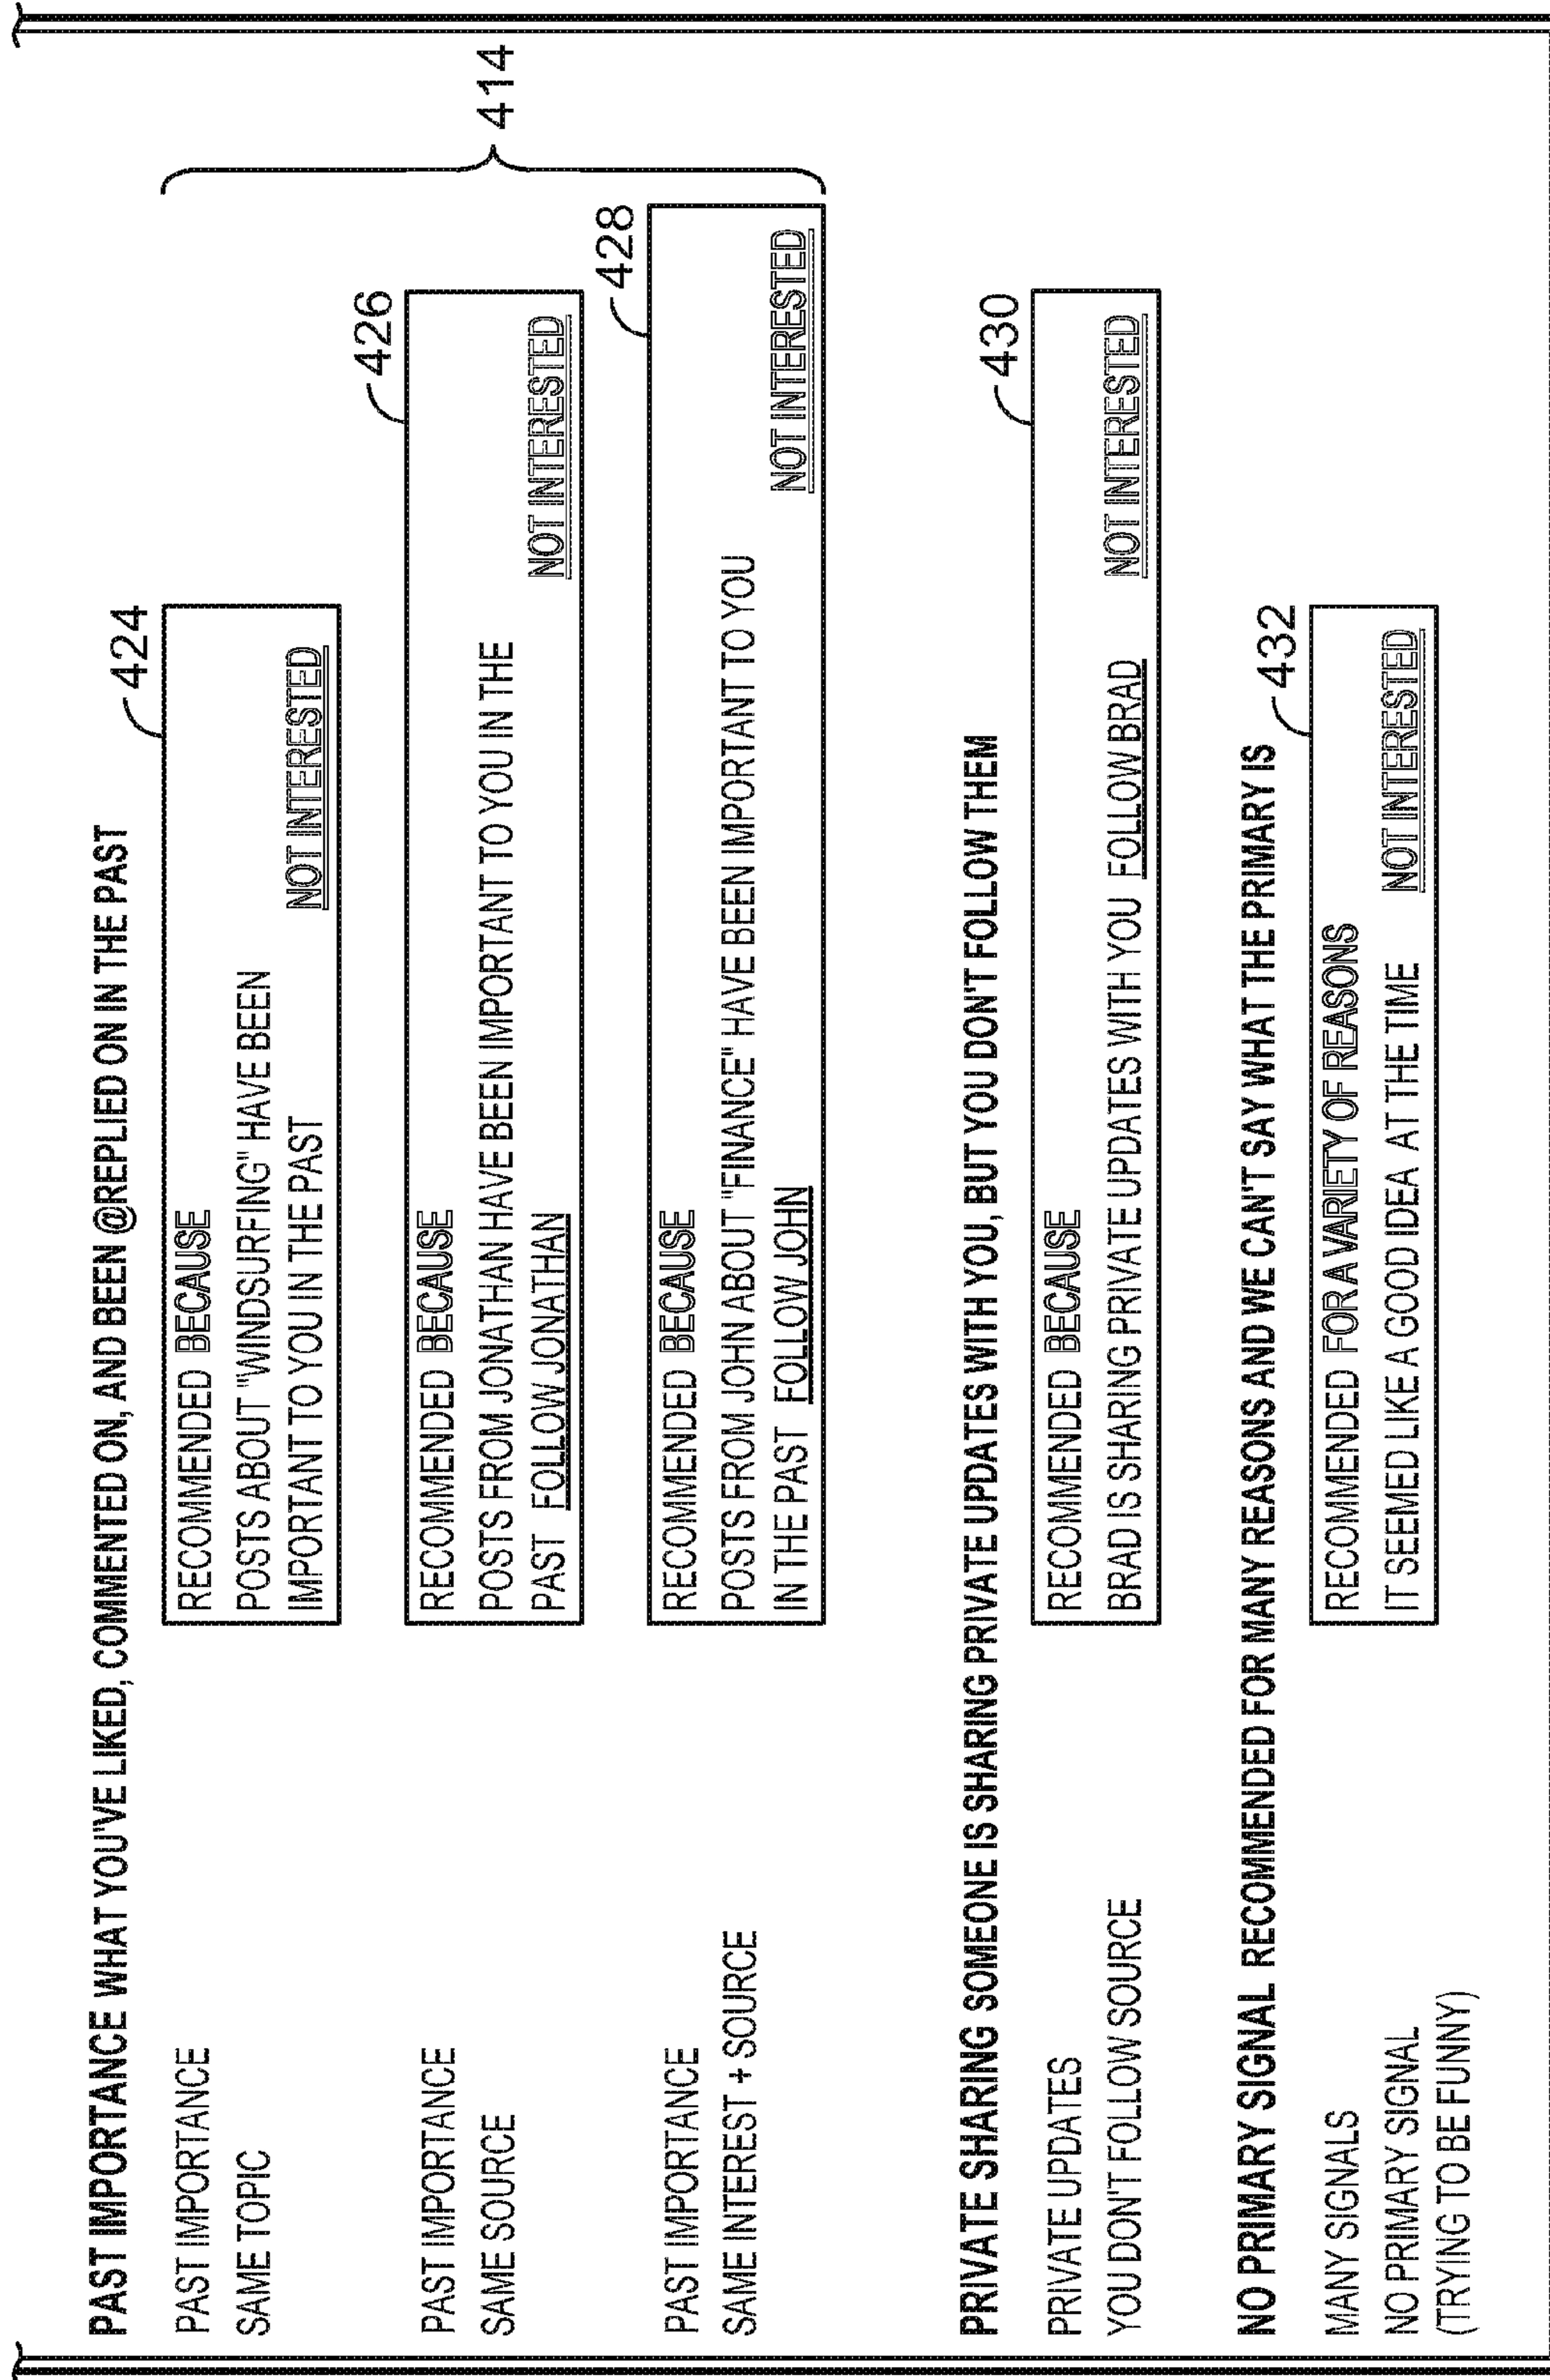 PAST IMPORTANCE WHAT YOU'VE LIKED, COMMENTED ON, AND BEEN @REPLIED ON IN THE PAST
PAST IMPORTANCE
SAME TOPIC
424
RECOMMENDED BECAUSE
POSTS ABOUT "WINDSURFING" HAVE BEEN
IMPORTANT TO YOU IN THE PAST
NOT INTERESTED
PAST IMPORTANCE
SAME SOURCE
426
RECOMMENDED BECAUSE
POSTS FROM JONATHAN HAVE BEEN IMPORTANT TO YOU IN THE
PAST FOLLOW JONATHAN
NOT INTERESTED
PAST IMPORTANCE
SAME INTEREST + SOURCE
428
RECOMMENDED BECAUSE
POSTS FROM JOHN ABOUT "FINANCE" HAVE BEEN IMPORTANT TO YOU
IN THE PAST FOLLOW JOHN
NOT INTERESTED
414
PRIVATE SHARING SOMEONE IS SHARING PRIVATE UPDATES WITH YOU, BUT YOU DON'T FOLLOW THEM
PRIVATE UPDATES
YOU DON'T FOLLOW SOURCE
430
RECOMMENDED BECAUSE
BRAD IS SHARING PRIVATE UPDATES WITH YOU FOLLOW BRAD
NOT INTERESTED
NO PRIMARY SIGNAL RECOMMENDED FOR MANY REASONS AND WE CAN'T SAY WHAT THE PRIMARY IS
MANY SIGNALS
NO PRIMARY SIGNAL
(TRYING TO BE FUNNY)
432
RECOMMENDED FOR A VARIETY OF REASONS
IT SEEMED LIKE A GOOD IDEA AT THE TIME
NOT INTERESTED